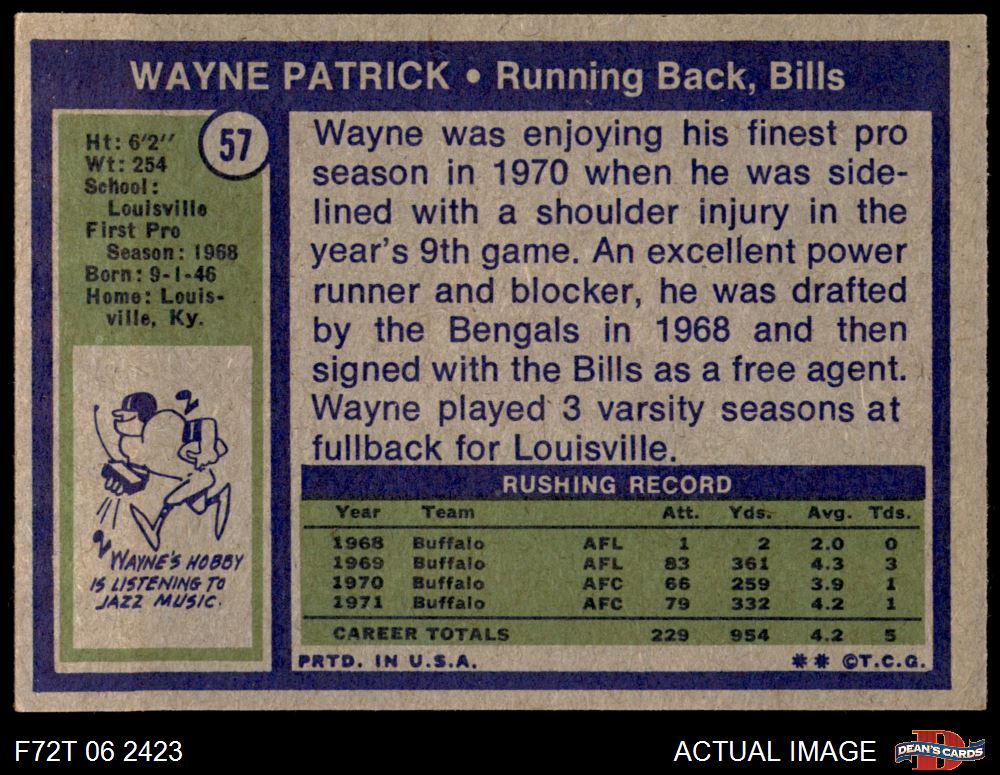 WAYNE PATRICK • Running Back, Bills
57
Ht: 6'2''
Wt: 254
School:
Louisville
First Pro
Season: 1968
Born: 9-1-46
Home: Louis-
ville, Ky.
WAYNE'S HOBBY
IS LISTENING TO
JAZZ MUSIC.
Wayne was enjoying his finest pro
season in 1970 when he was side-
lined with a shoulder injury in the
year's 9th game. An excellent power
runner and blocker, he was drafted
by the Bengals in 1968 and then
signed with the Bills as a free agent.
Wayne played 3 varsity seasons at
fullback for Louisville.
RUSHING RECORD
Year Team Att. Yds. Avg. Tds.
1968 Buffalo AFL 1 2 2.0 0
1969 Buffalo AFL 83 361 4.3 3
1970 Buffalo AFC 66 259 3.9 1
1971 Buffalo AFC 79 332 4.2 1
CAREER TOTALS 229 954 4.2 5
PRTD. IN U.S.A. ** ©T.C.G.
F72T 06 2423 ACTUAL IMAGE DEAN'S CARDS